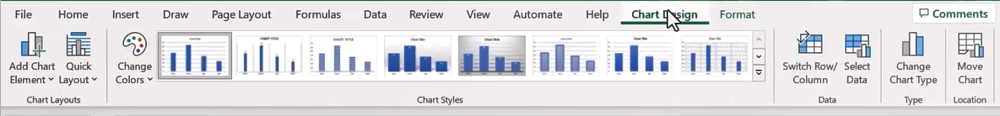 File Home Insert Draw Page Layout Formulas Data Review View Automate Help Chart Design Format Comments
Add Chart Element
Quick Layout
Change Colors
Switch Row/ Column
Select Data
Change Chart Type
Move Chart
Chart Layouts Chart Styles Data Type Location